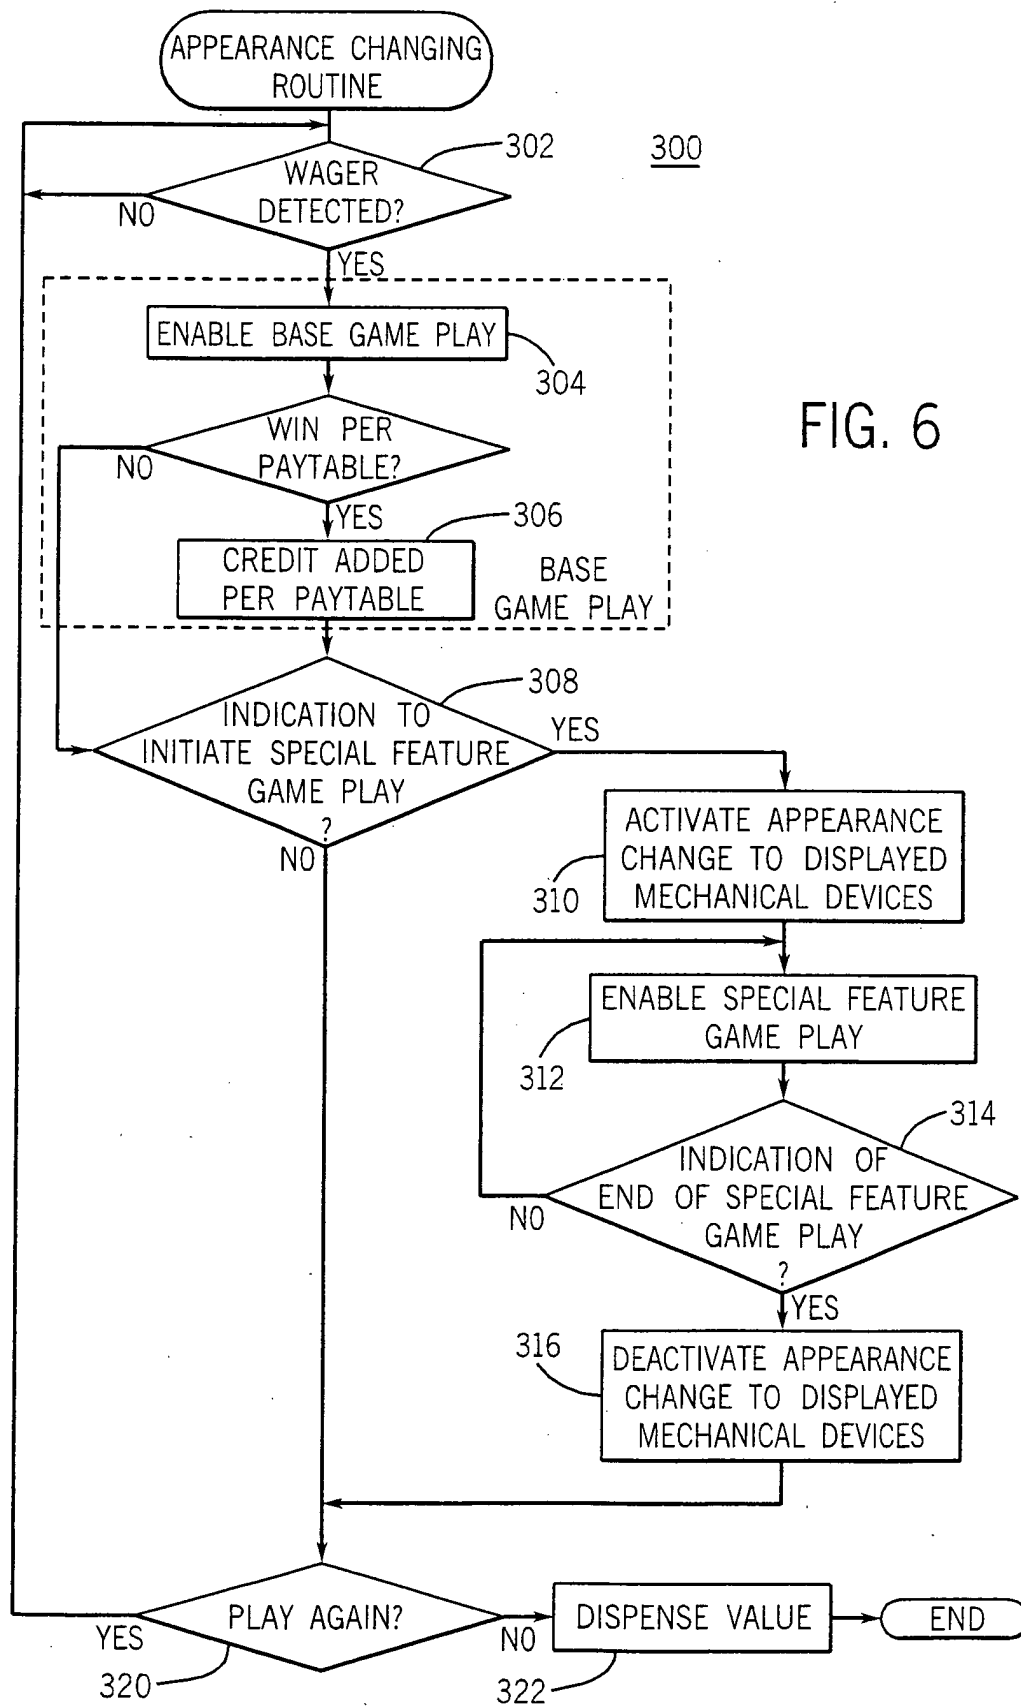 APPEARANCE CHANGING
ROUTINE
302
300
WAGER
DETECTED?
NO
YES
ENABLE BASE GAME PLAY
304
FIG. 6
WIN PER
PAYTABLE?
NO
YES
306
CREDIT ADDED
PER PAYTABLE
BASE
GAME PLAY
308
INDICATION TO
INITIATE SPECIAL FEATURE
GAME PLAY
?
YES
NO
ACTIVATE APPEARANCE
CHANGE TO DISPLAYED
MECHANICAL DEVICES
310
ENABLE SPECIAL FEATURE
GAME PLAY
312
314
INDICATION OF
END OF SPECIAL FEATURE
GAME PLAY
?
NO
YES
316
DEACTIVATE APPEARANCE
CHANGE TO DISPLAYED
MECHANICAL DEVICES
PLAY AGAIN?
YES
NO
320
DISPENSE VALUE
322
END